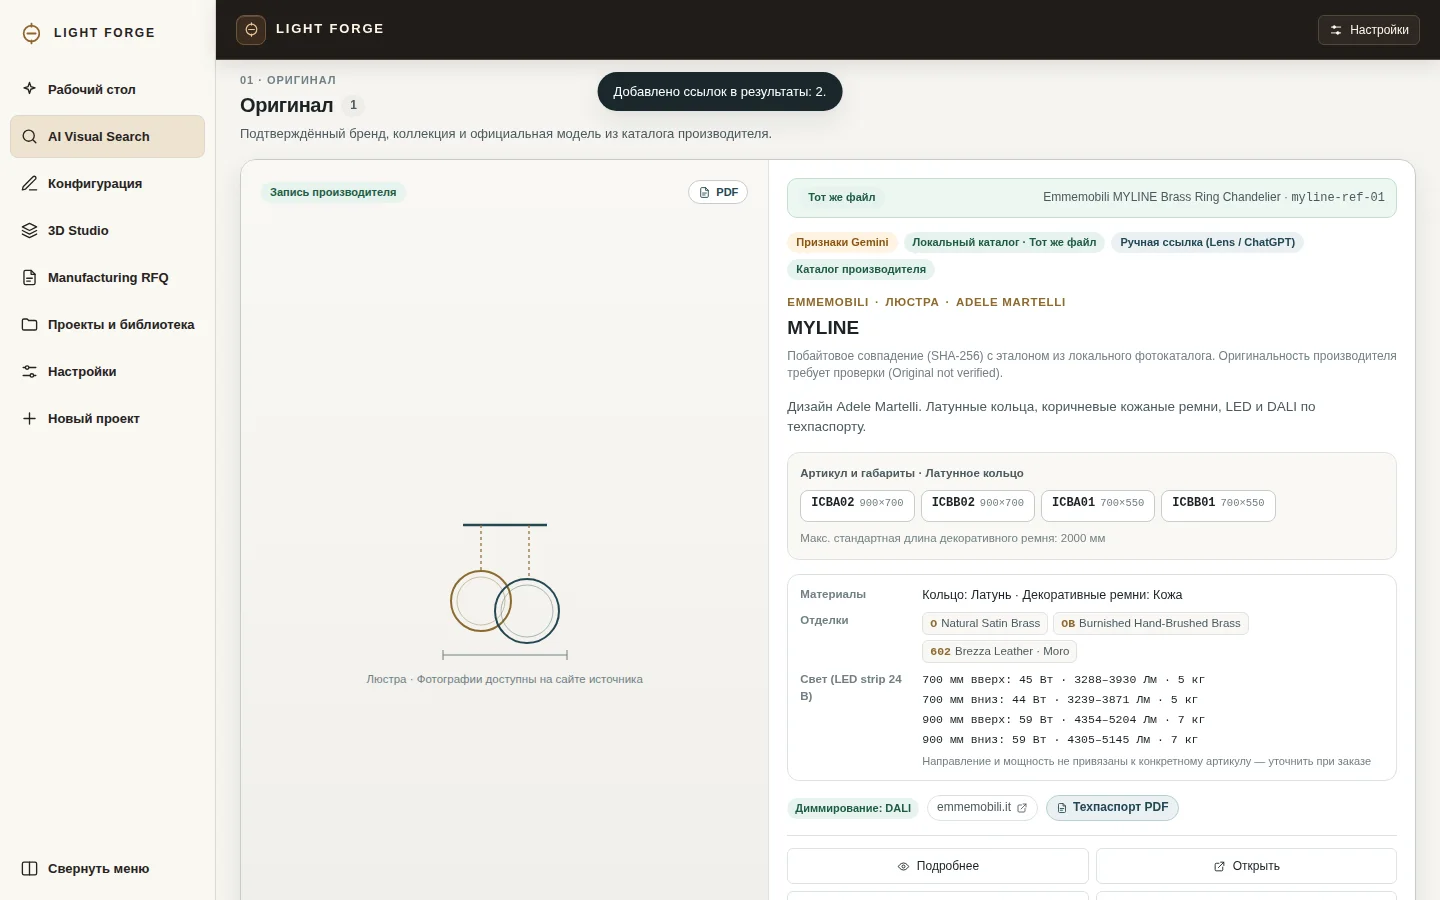 LIGHT FORGE
Рабочий стол
AI Visual Search
Конфигурация
3D Studio
Manufacturing RFQ
Проекты и библиотека
Настройки
Новый проект
Свернуть меню
LIGHT FORGE
Настройки
Добавлено ссылок в результаты: 2.
01 · ОРИГИНАЛ
Оригинал 1
Подтверждённый бренд, коллекция и официальная модель из каталога производителя.
Запись производителя
PDF
Люстра · Фотографии доступны на сайте источника
Тот же файл
Emmemobili MYLINE Brass Ring Chandelier · myline-ref-01
Признаки Gemini
Локальный каталог · Тот же файл
Ручная ссылка (Lens / ChatGPT)
Каталог производителя
EMMEMOBILI · ЛЮСТРА · ADELE MARTELLI
MYLINE
Побайтовое совпадение (SHA-256) с эталоном из локального фотокаталога. Оригинальность производителя
требует проверки (Original not verified).
Дизайн Adele Martelli. Латунные кольца, коричневые кожаные ремни, LED и DALI по
техпаспорту.
Артикул и габариты · Латунное кольцо
ICBA02 900×700
ICBB02 900×700
ICBA01 700×550
ICBB01 700×550
Макс. стандартная длина декоративного ремня: 2000 мм
Материалы
Кольцо: Латунь · Декоративные ремни: Кожа
Отделки
O Natural Satin Brass
OB Burnished Hand-Brushed Brass
602 Brezza Leather · Moro
Свет (LED strip 24
В)
700 мм вверх: 45 Вт · 3288–3930 Лм · 5 кг
700 мм вниз: 44 Вт · 3239–3871 Лм · 5 кг
900 мм вверх: 59 Вт · 4354–5204 Лм · 7 кг
900 мм вниз: 59 Вт · 4305–5145 Лм · 7 кг
Направление и мощность не привязаны к конкретному артикулу — уточнить при заказе
Диммирование: DALI
emmemobili.it
Техпаспорт PDF
Подробнее
Открыть